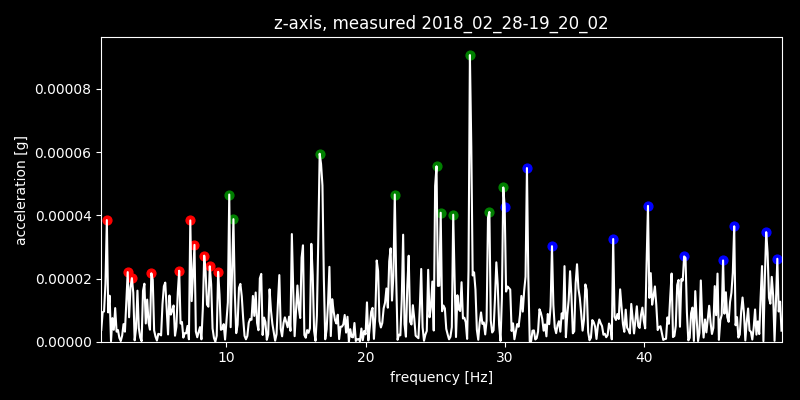 z-axis, measured 2018_02_28-19_20_02
acceleration [g]
0.00008
0.00006
0.00004
0.00002
0.00000
10 20 30 40
frequency [Hz]